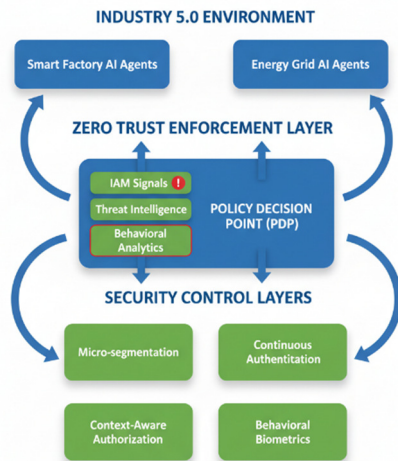 INDUSTRY 5.0 ENVIRONMENT
Smart Factory AI Agents
Energy Grid AI Agents
ZERO TRUST ENFORCEMENT LAYER
IAM Signals !
Threat Intelligence
Behavioral
Analytics
POLICY DECISION
POINT (PDP)
SECURITY CONTROL LAYERS
Micro-segmentation
Continuous
Authentitation
Context-Aware
Authorization
Behavioral
Biometrics